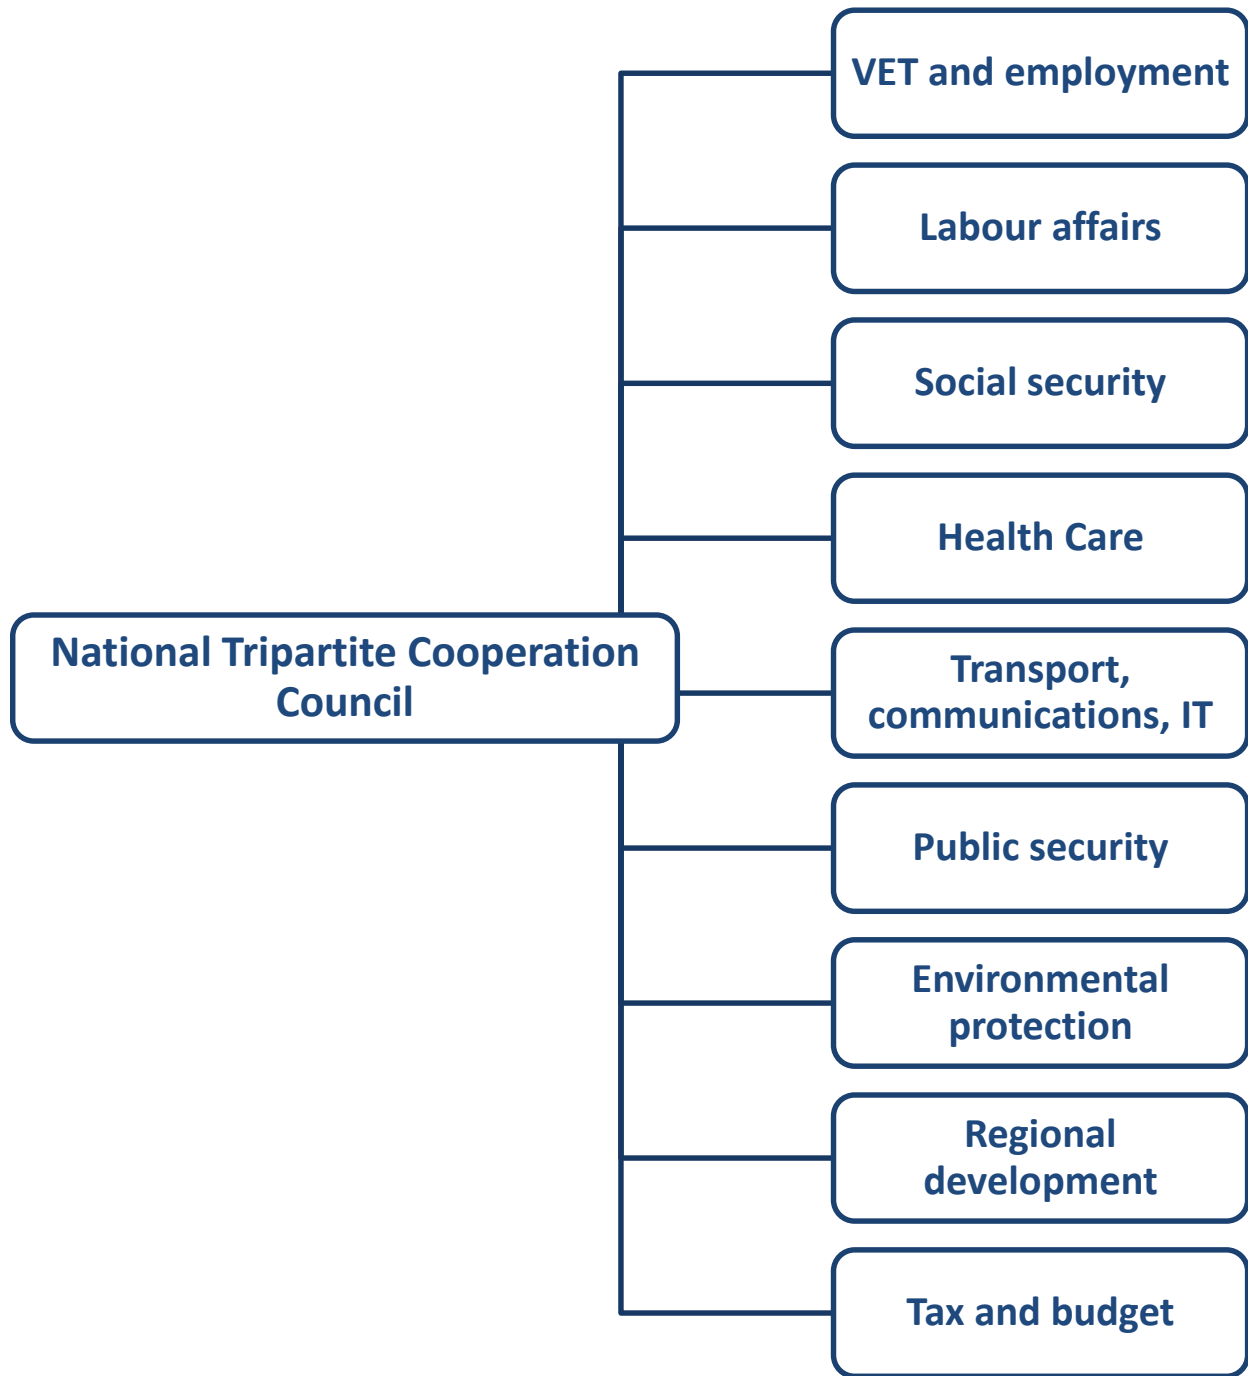 VET and employment
Labour affairs
Social security
Health Care
National Tripartite Cooperation
Council
Transport,
communications, IT
Public security
Environmental
protection
Regional
development
Tax and budget